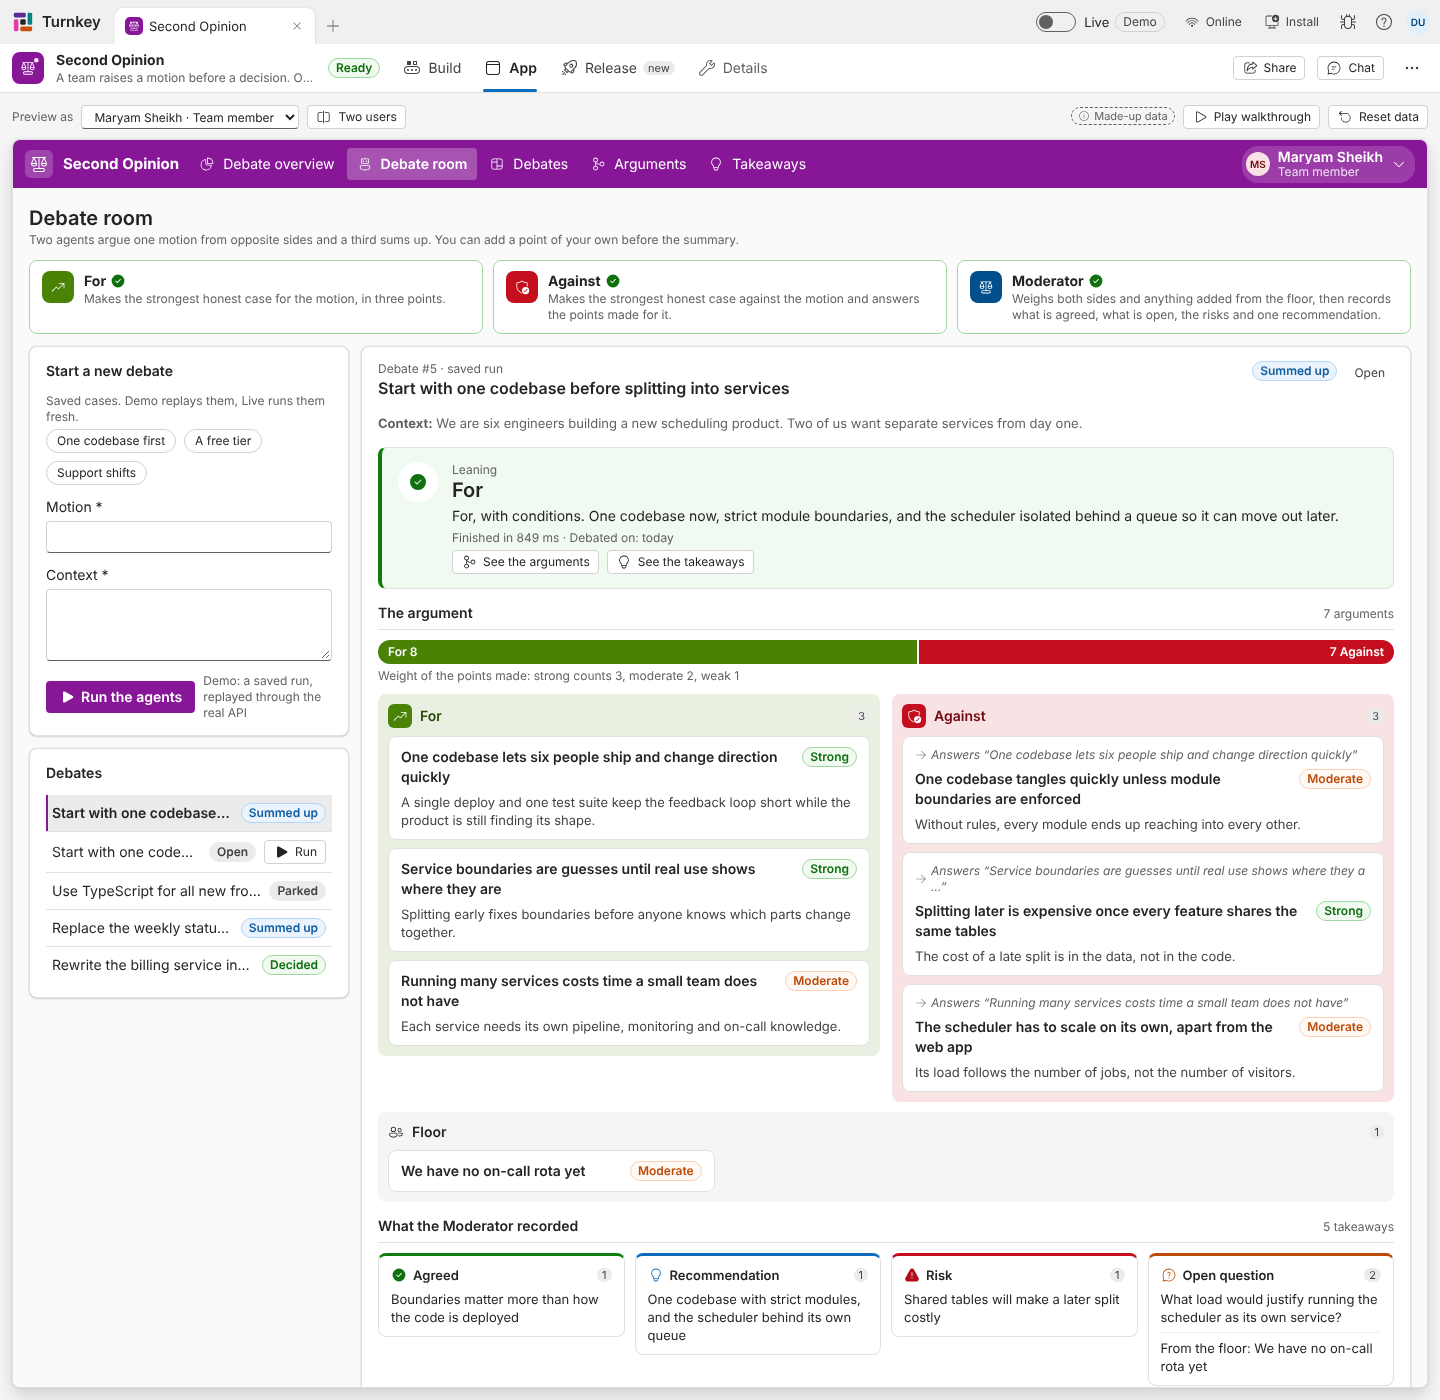 Turnkey
Second Opinion
Live
Demo
Online
Install
DU
Second Opinion
A team raises a motion before a decision. O...
Ready
Build
App
Release new
Details
Share
Chat
Preview as
Maryam Sheikh · Team member
Two users
Made-up data
Play walkthrough
Reset data
Second Opinion
Debate overview
Debate room
Debates
Arguments
Takeaways
MS
Maryam Sheikh
Team member
Debate room
Two agents argue one motion from opposite sides and a third sums up. You can add a point of your own before the summary.
For
Makes the strongest honest case for the motion, in three points.
Against
Makes the strongest honest case against the motion and answers
the points made for it.
Moderator
Weighs both sides and anything added from the floor, then records
what is agreed, what is open, the risks and one recommendation.
Start a new debate
Saved cases. Demo replays them, Live runs them
fresh.
One codebase first
A free tier
Support shifts
Motion *
Context *
Run the agents
Demo: a saved run,
replayed through the
real API
Debates
Start with one codebase... Summed up
Start with one code... Open Run
Use TypeScript for all new fro... Parked
Replace the weekly statu... Summed up
Rewrite the billing service in... Decided
Debate #5 · saved run
Start with one codebase before splitting into services
Summed up
Open
Context: We are six engineers building a new scheduling product. Two of us want separate services from day one.
Leaning
For
For, with conditions. One codebase now, strict module boundaries, and the scheduler isolated behind a queue so it can move out later.
Finished in 849 ms · Debated on: today
See the arguments
See the takeaways
The argument
7 arguments
For 8
7 Against
Weight of the points made: strong counts 3, moderate 2, weak 1
For
3
One codebase lets six people ship and change direction
quickly
Strong
A single deploy and one test suite keep the feedback loop short while the
product is still finding its shape.
Service boundaries are guesses until real use shows
where they are
Strong
Splitting early fixes boundaries before anyone knows which parts change
together.
Running many services costs time a small team does
not have
Moderate
Each service needs its own pipeline, monitoring and on-call knowledge.
Against
3
Answers “One codebase lets six people ship and change direction quickly”
One codebase tangles quickly unless module
boundaries are enforced
Moderate
Without rules, every module ends up reaching into every other.
Answers “Service boundaries are guesses until real use shows where they a
...”
Splitting later is expensive once every feature shares the
same tables
Strong
The cost of a late split is in the data, not in the code.
Answers “Running many services costs time a small team does not have”
The scheduler has to scale on its own, apart from the
web app
Moderate
Its load follows the number of jobs, not the number of visitors.
Floor
1
We have no on-call rota yet
Moderate
What the Moderator recorded
5 takeaways
Agreed
1
Boundaries matter more than how
the code is deployed
Recommendation
1
One codebase with strict modules,
and the scheduler behind its own
queue
Risk
1
Shared tables will make a later split
costly
Open question
2
What load would justify running the
scheduler as its own service?
From the floor: We have no on-call
rota yet